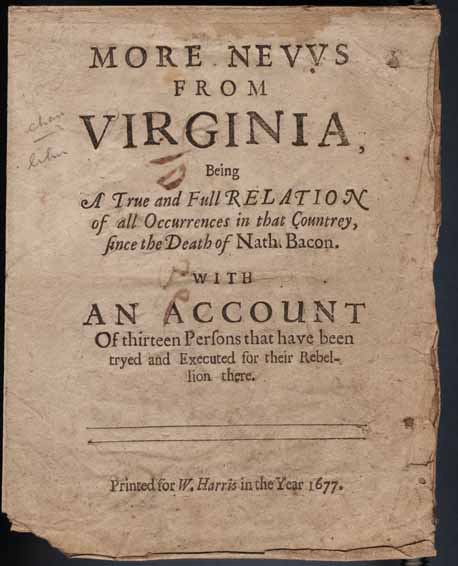 MORE NEVVS
FROM
VIRGINIA,
Being
A True and Full RELATION
of all Occurrences in that Countrey,
ſince the Death of Nath. Bacon.
WITH
AN ACCOUNT
Of thirteen Perſons that have been
tryed and Executed for their Rebel-
lion there.
Printed for W. Harris in the Year 1677.